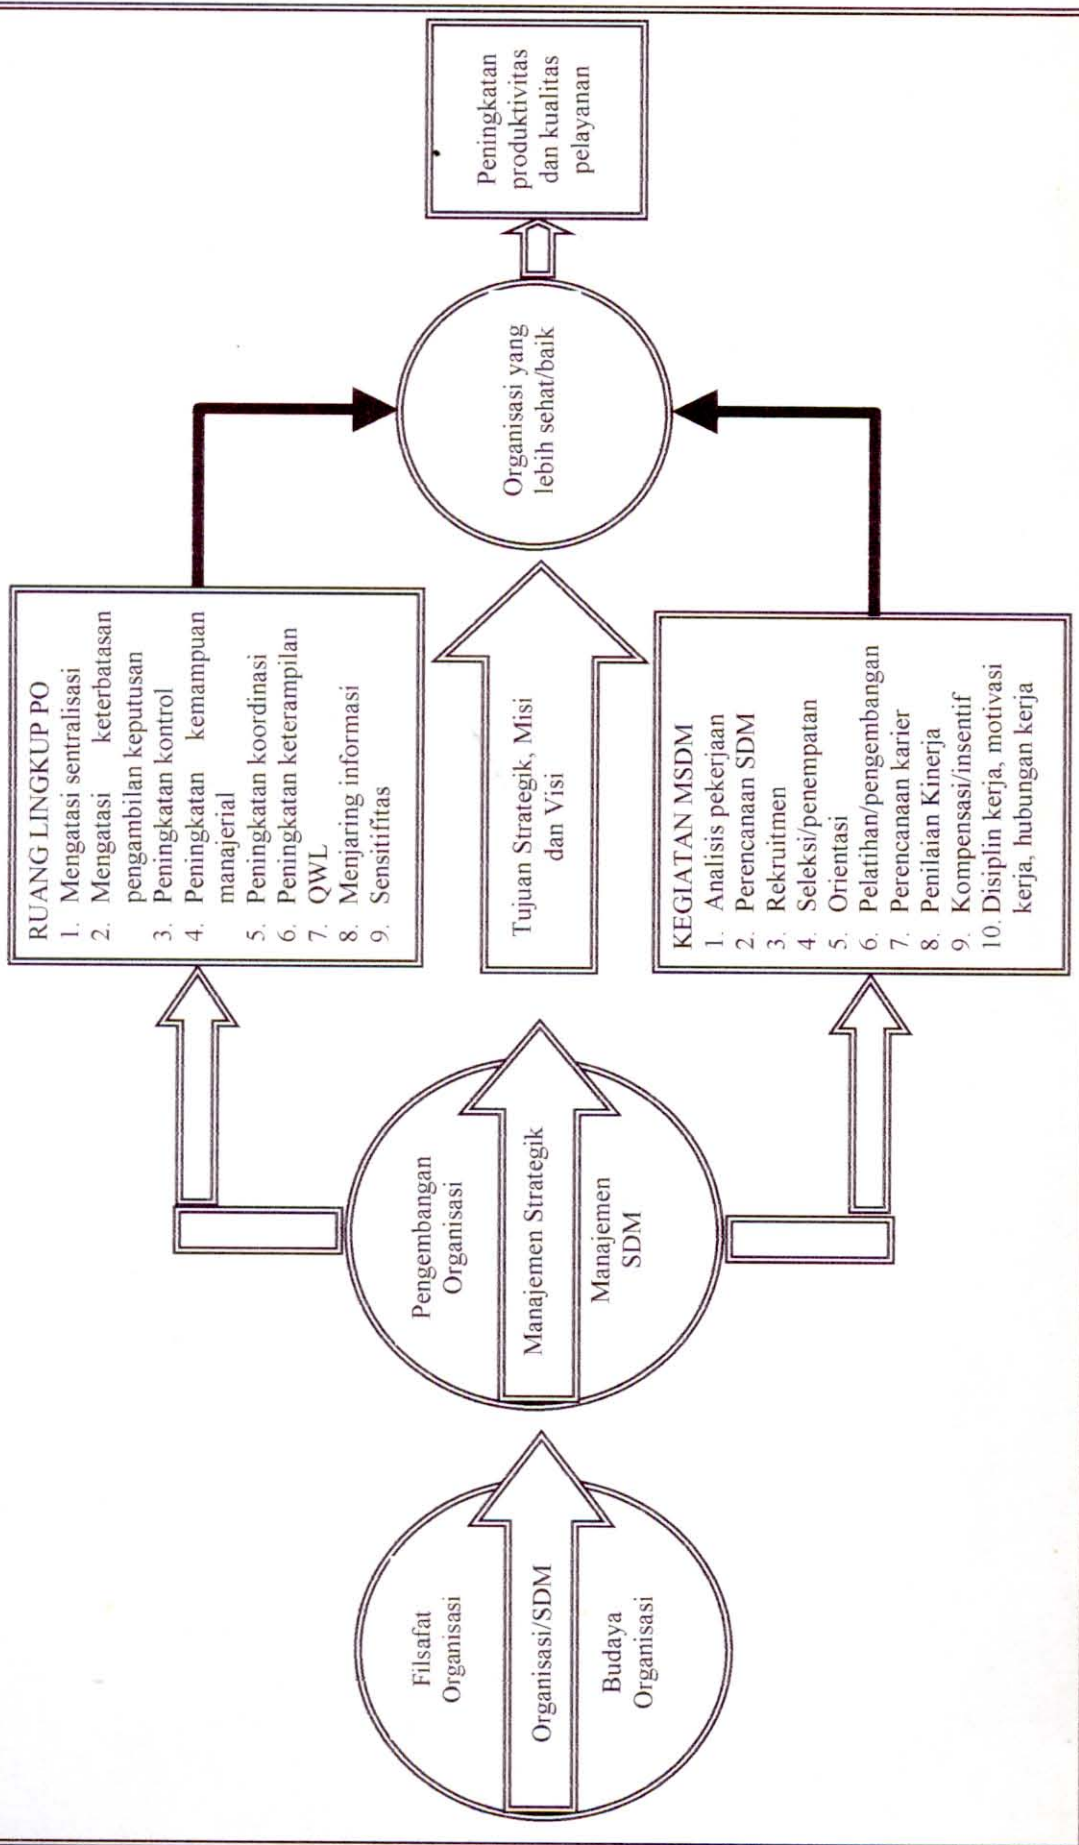 Filsafat
Organisasi
Organisasi/SDM
Budaya
Organisasi
Pengembangan
Organisasi
Manajemen Strategik
Manajemen
SDM
RUANG LINGKUP PO
1. Mengatasi sentralisasi
2. Mengatasi keterbatasan
pengambilan keputusan
3. Peningkatan kontrol
4. Peningkatan kemampuan
manajerial
5. Peningkatan koordinasi
6. Peningkatan keterampilan
7. QWL
8. Menjaring informasi
9. Sensitifitas
Tujuan Strategik, Misi
dan Visi
KEGIATAN MSDM
1. Analisis pekerjaan
2. Perencanaan SDM
3. Rekruitmen
4. Seleksi/penempatan
5. Orientasi
6. Pelatihan/pengembangan
7. Perencanaan karier
8. Penilaian Kinerja
9. Kompensasi/insentif
10. Disiplin kerja, motivasi
kerja, hubungan kerja
Organisasi yang
lebih sehat/baik
Peningkatan
produktivitas
dan kualitas
pelayanan